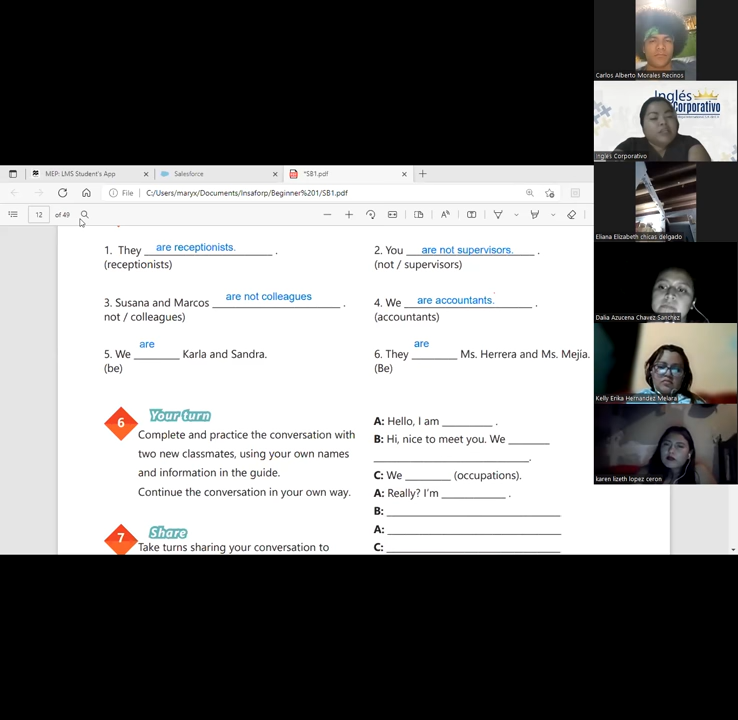 MEP: LMS Student's App
Salesforce
*SB1.pdf
File
C:/Users/maryx/Documents/Insaforp/Beginner%201/SB1.pdf
12
of 49
1. They are receptionists. .
(receptionists)
2. You are not supervisors. .
(not / supervisors)
3. Susana and Marcos are not colleagues .
not / colleagues)
4. We are accountants. .
(accountants)
5. We are Karla and Sandra.
(be)
6. They are Ms. Herrera and Ms. Mejía.
(Be)
6
Your turn
Complete and practice the conversation with
two new classmates, using your own names
and information in the guide.
Continue the conversation in your own way.
7
Share
Take turns sharing your conversation to
A: Hello, I am ________ .
B: Hi, nice to meet you. We ________
________________________.
C: We ________ (occupations).
A: Really? I'm ____________ .
B: ________________________
A: ________________________
C: ________________________
Carlos Alberto Morales Recinos
Inglés
Corporativo
Inglés Corporativo
Eliana Elizabeth chicas delgado
Dalia Azucena Chavez Sanchez
Kelly Erika Hernandez Melara
karen lizeth lopez ceron